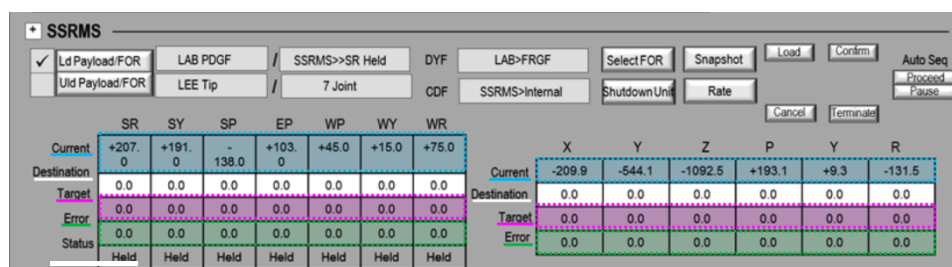 + SSRMS
✓ Ld Payload/FOR LAB PDGF / SSRMS>>SR Held DYF LAB>FRGF Select FOR Snapshot Load Confirm Auto Seq
Uld Payload/FOR LEE Tip / 7 Joint CDF SSRMS>Internal Shutdown Unit Rate Proceed
Pause
Cancel Terminate
SR SY SP EP WP WY WR
Current +207.0 +191.0 -138.0 +103.0 +45.0 +15.0 +75.0
Destination 0.0 0.0 0.0 0.0 0.0 0.0 0.0
Target 0.0 0.0 0.0 0.0 0.0 0.0 0.0
Error 0.0 0.0 0.0 0.0 0.0 0.0 0.0
Status Held Held Held Held Held Held Held
X Y Z P Y R
Current -209.9 -544.1 -1092.5 +193.1 +9.3 -131.5
Destination 0.0 0.0 0.0 0.0 0.0 0.0
Target 0.0 0.0 0.0 0.0 0.0 0.0
Error 0.0 0.0 0.0 0.0 0.0 0.0